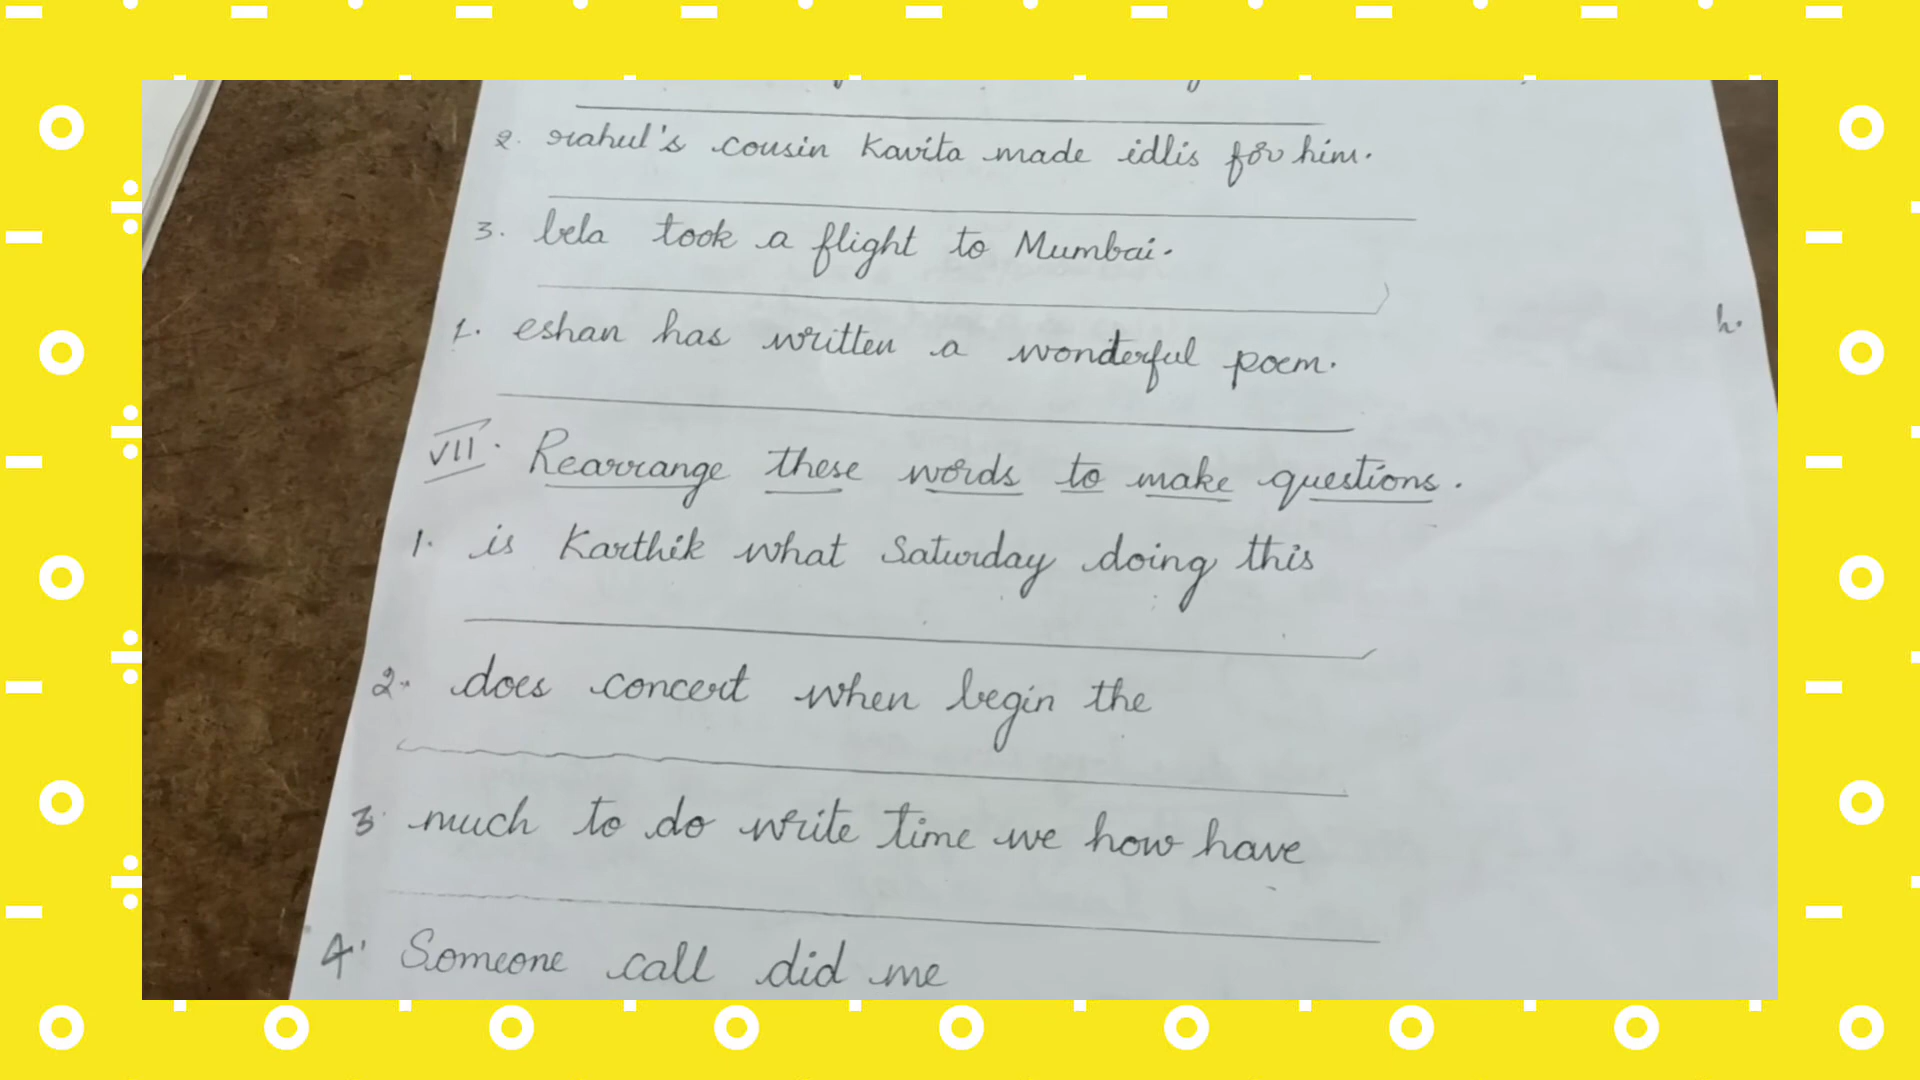 2. rahul's cousin Kavita made idlis for him.
3. bela took a flight to Mumbai.
1. eshan has written a wonderful poem.
h.
VII. Rearrange these words to make questions.
1. is Karthik what Saturday doing this
2. does concert when begin the
3. much to do write time we how have
4. Someone call did me